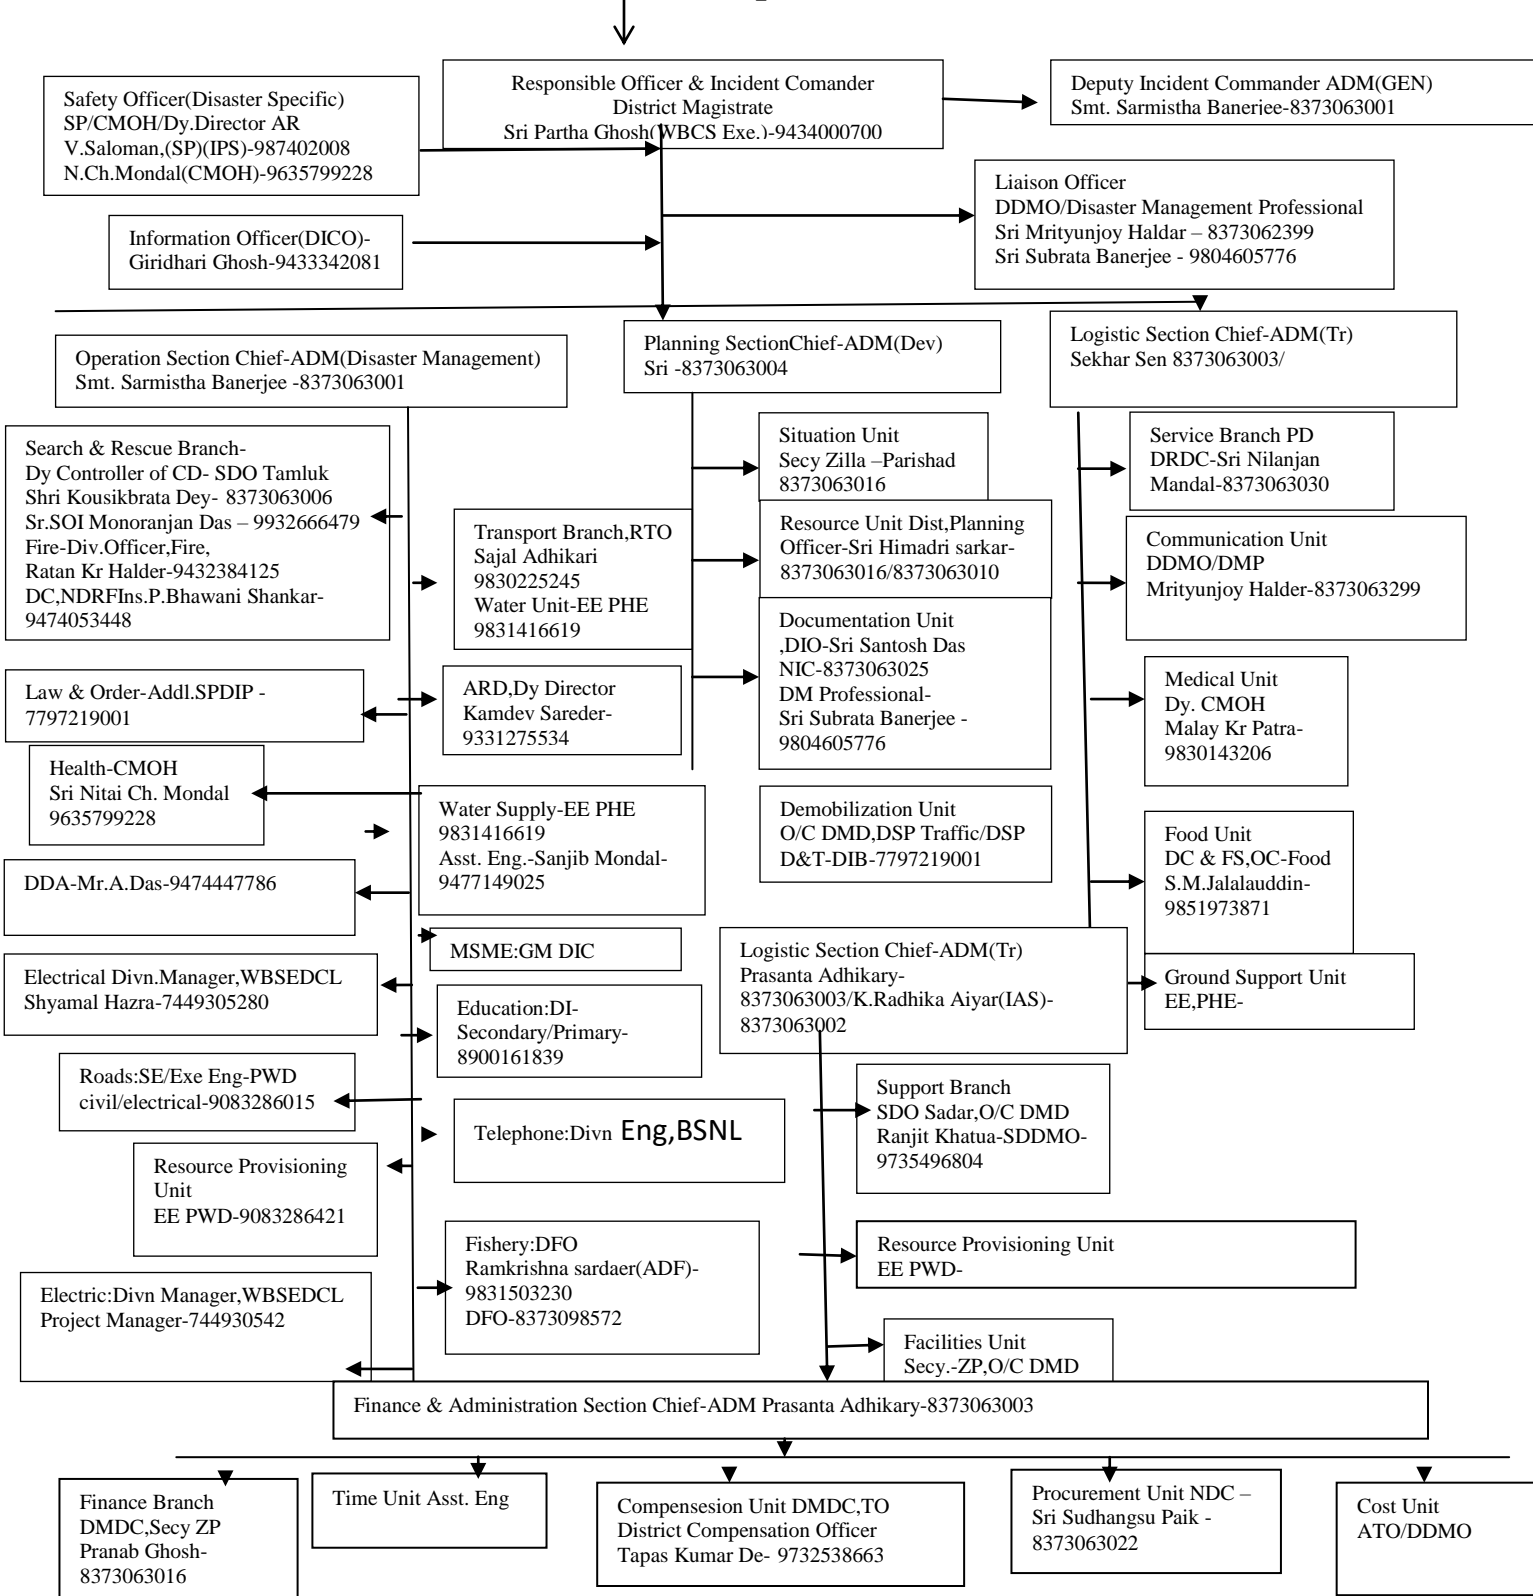 Responsible Officer & Incident Comander
District Magistrate
Sri Partha Ghosh(WBCS Exe.)-9434000700
Deputy Incident Commander ADM(GEN)
Smt. Sarmistha Banerjee-8373063001
Safety Officer(Disaster Specific)
SP/CMOH/Dy.Director AR
V.Saloman,(SP)(IPS)-987402008
N.Ch.Mondal(CMOH)-9635799228
Liaison Officer
DDMO/Disaster Management Professional
Sri Mrityunjoy Haldar – 8373062399
Sri Subrata Banerjee - 9804605776
Information Officer(DICO)-
Giridhari Ghosh-9433342081
Operation Section Chief-ADM(Disaster Management)
Smt. Sarmistha Banerjee -8373063001
Planning SectionChief-ADM(Dev)
Sri -8373063004
Logistic Section Chief-ADM(Tr)
Sekhar Sen 8373063003/
Search & Rescue Branch-
Dy Controller of CD- SDO Tamluk
Shri Kousikbrata Dey- 8373063006
Sr.SOI Monoranjan Das – 9932666479
Fire-Div.Officer,Fire,
Ratan Kr Halder-9432384125
DC,NDRFIns.P.Bhawani Shankar-
9474053448
Transport Branch,RTO
Sajal Adhikari
9830225245
Water Unit-EE PHE
9831416619
Situation Unit
Secy Zilla –Parishad
8373063016
Resource Unit Dist,Planning
Officer-Sri Himadri sarkar-
8373063016/8373063010
Documentation Unit
,DIO-Sri Santosh Das
NIC-8373063025
DM Professional-
Sri Subrata Banerjee -
9804605776
Demobilization Unit
O/C DMD,DSP Traffic/DSP
D&T-DIB-7797219001
Service Branch PD
DRDC-Sri Nilanjan
Mandal-8373063030
Communication Unit
DDMO/DMP
Mrityunjoy Halder-8373063299
Medical Unit
Dy. CMOH
Malay Kr Patra-
9830143206
Food Unit
DC & FS,OC-Food
S.M.Jalalauddin-
9851973871
Ground Support Unit
EE,PHE-
Law & Order-Addl.SPDIP -
7797219001
ARD,Dy Director
Kamdev Sareder-
9331275534
Health-CMOH
Sri Nitai Ch. Mondal
9635799228
Water Supply-EE PHE
9831416619
Asst. Eng.-Sanjib Mondal-
9477149025
DDA-Mr.A.Das-9474447786
MSME:GM DIC
Electrical Divn.Manager,WBSEDCL
Shyamal Hazra-7449305280
Education:DI-
Secondary/Primary-
8900161839
Logistic Section Chief-ADM(Tr)
Prasanta Adhikary-
8373063003/K.Radhika Aiyar(IAS)-
8373063002
Roads:SE/Exe Eng-PWD
civil/electrical-9083286015
Telephone:Divn Eng,BSNL
Support Branch
SDO Sadar,O/C DMD
Ranjit Khatua-SDDMO-
9735496804
Resource Provisioning
Unit
EE PWD-9083286421
Fishery:DFO
Ramkrishna sardaer(ADF)-
9831503230
DFO-8373098572
Resource Provisioning Unit
EE PWD-
Electric:Divn Manager,WBSEDCL
Project Manager-744930542
Facilities Unit
Secy.-ZP,O/C DMD
Finance & Administration Section Chief-ADM Prasanta Adhikary-8373063003
Finance Branch
DMDC,Secy ZP
Pranab Ghosh-
8373063016
Time Unit Asst. Eng
Compensesion Unit DMDC,TO
District Compensation Officer
Tapas Kumar De- 9732538663
Procurement Unit NDC –
Sri Sudhangsu Paik -
8373063022
Cost Unit
ATO/DDMO